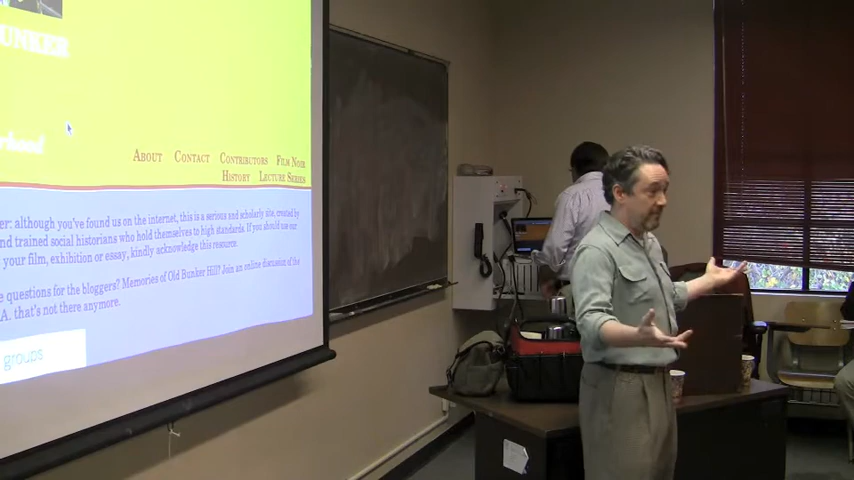 UNKER
rhood
ABOUT CONTACT CONTRIBUTORS FILM NOIR
HISTORY LECTURE SERIES
er: although you've found us on the internet, this is a serious and scholarly site, created by
nd trained social historians who hold themselves to high standards. If you should use our
your film, exhibition or essay, kindly acknowledge this resource.
e questions for the bloggers? Memories of Old Bunker Hill? Join an online discussion of the
.A. that's not there anymore.
groups